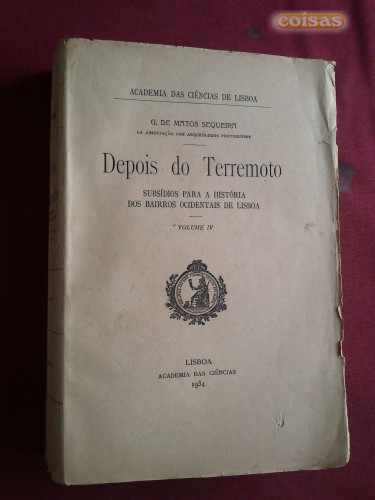 coisas
ACADEMIA DAS CIÊNCIAS DE LISBOA
G. DE MATOS SEQUEIRA
DA ASSOCIAÇÃO DOS ARQUEÓLOGOS PORTUGUESES
Depois do Terremoto
SUBSÍDIOS PARA A HISTÓRIA
DOS BAIRROS OCIDENTAIS DE LISBOA
VOLUME IV
LISBOA
ACADEMIA DAS CIÊNCIAS
1934